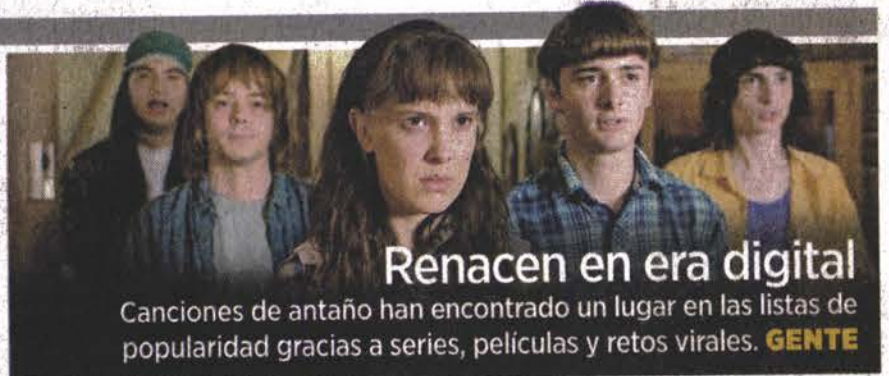 Renacen en era digital
Canciones de antaño han encontrado un lugar en las listas de
popularidad gracias a series, películas y retos virales. GENTE